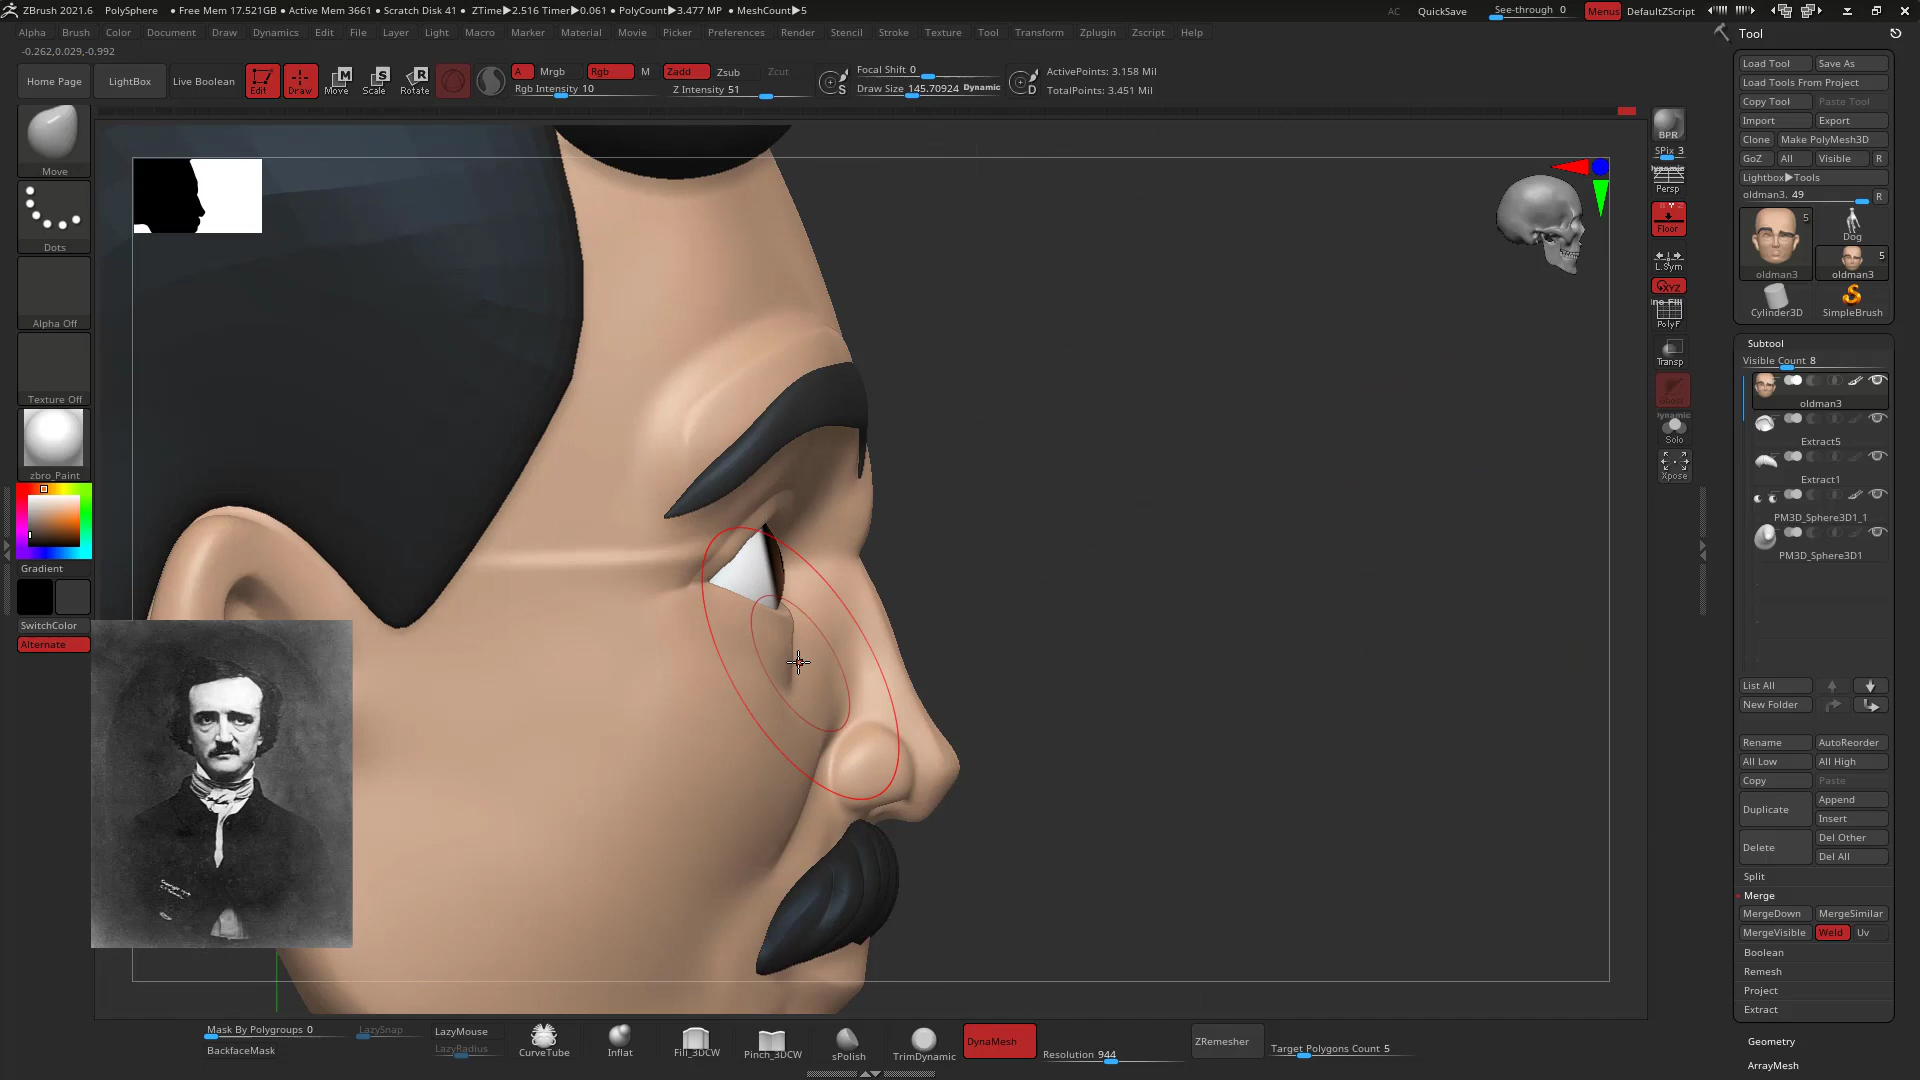 ZBrush 2021.6 PolySphere • Free Mem 17.521GB • Active Mem 3661 • Scratch Disk 41 • ZTime▶2.516 Timer▶0.061 • PolyCount▶3.477 MP • MeshCount▶5
AC QuickSave See-through 0 Menus DefaultZScript
Alpha Brush Color Document Draw Dynamics Edit File Layer Light Macro Marker Material Movie Picker Preferences Render Stencil Stroke Texture Tool Transform Zplugin Zscript Help
-0.262,0.029,-0.992
Home Page LightBox Live Boolean Edit Draw Move Scale Rotate
A Mrgb Rgb M Zadd Zsub Zcut
Rgb Intensity 10 Z Intensity 51
Focal Shift 0
Draw Size 145.70924 Dynamic
ActivePoints: 3.158 Mil
TotalPoints: 3.451 Mil
Move
Dots
Alpha Off
Texture Off
zbro_Paint
Gradient
SwitchColor
Alternate
BPR
SPix 3
Dynamic
Persp
Floor
L.Sym
XYZ
PolyF
Transp
Ghost
Dynamic
Solo
Xpose
Tool
Load Tool Save As
Load Tools From Project
Copy Tool Paste Tool
Import Export
Clone Make PolyMesh3D
GoZ All Visible R
Lightbox▶Tools
oldman3. 49 R
5
Dog
oldman3
5
oldman3
Cylinder3D SimpleBrush
Subtool
Visible Count 8
oldman3
Extract5
Extract1
PM3D_Sphere3D1_1
PM3D_Sphere3D1
List All
New Folder
Rename AutoReorder
All Low All High
Copy Paste
Duplicate Append
Insert
Delete Del Other
Del All
Split
Merge
MergeDown MergeSimilar
MergeVisible Weld Uv
Boolean
Remesh
Project
Extract
Geometry
ArrayMesh
Mask By Polygroups 0 LazySnap LazyMouse
BackfaceMask LazyRadius
CurveTube Inflat Fill_3DCW Pinch_3DCW sPolish TrimDynamic
DynaMesh Resolution 944 ZRemesher Target Polygons Count 5